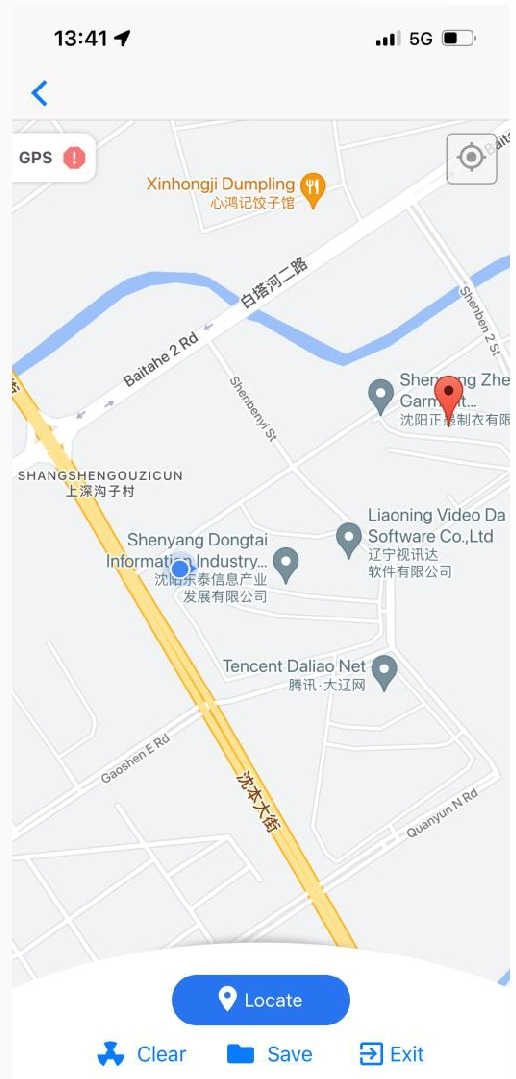 13:41
5G
GPS
Xinhongji Dumpling
心鸿记饺子馆
白塔河二路
Baitahe 2 Rd
Shenben 2 St
Shenbenyi St
Garm
SHANGSHENGOUZICUN
上深沟子村
Liaoning Video Da
Software Co.,Ltd
辽宁视讯达
软件有限公司
Shenyang Dongtai
Information Industry...
沈阳东泰信息产业
发展有限公司
Tencent Daliao Net
腾讯·大辽网
Gaoshen E Rd
沈本大街
Quanyun N Rd
Locate
Clear
Save
Exit